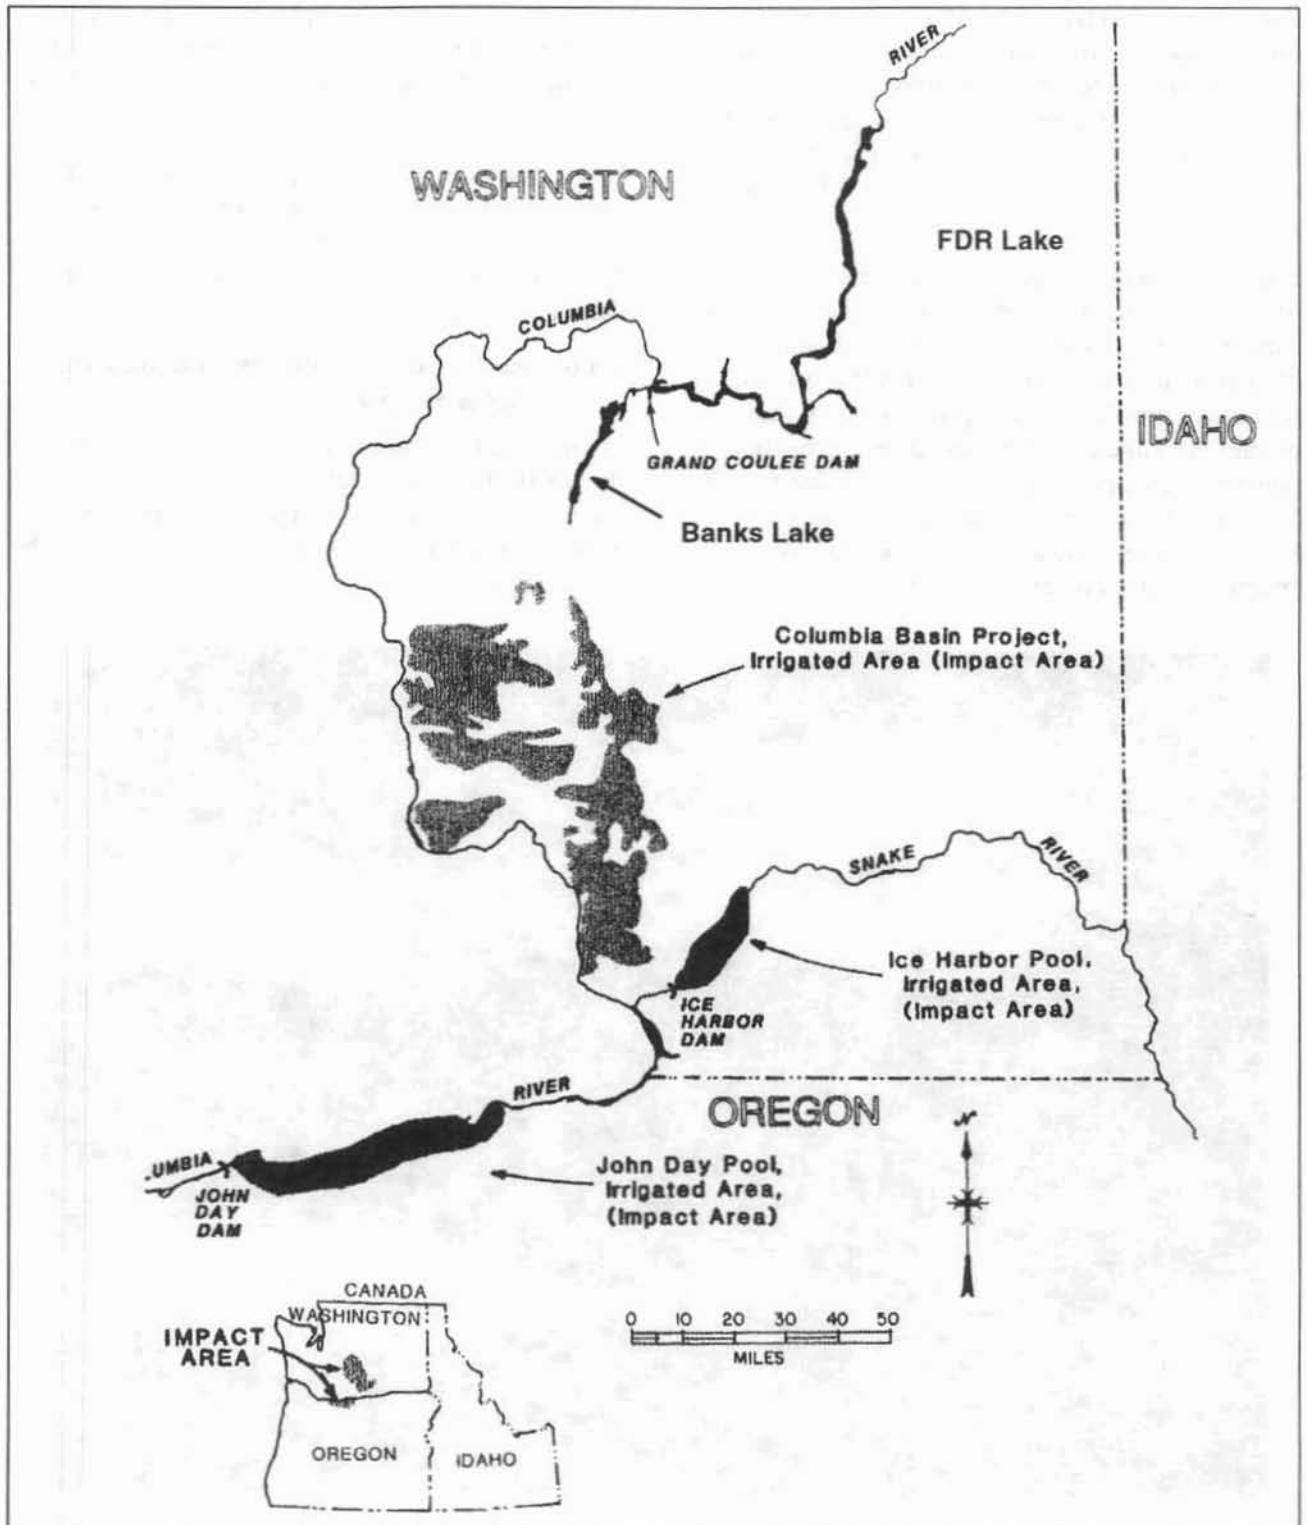 RIVER
WASHINGTON
FDR Lake
COLUMBIA
IDAHO
GRAND COULEE DAM
Banks Lake
Columbia Basin Project,
Irrigated Area (Impact Area)
SNAKE
RIVER
Ice Harbor Pool,
Irrigated Area,
(Impact Area)
ICE
HARBOR
DAM
RIVER
OREGON
N
UMBIA
JOHN
DAY
DAM
John Day Pool,
Irrigated Area,
(Impact Area)
CANADA
WASHINGTON
IMPACT
AREA
OREGON
IDAHO
0 10 20 30 40 50
MILES